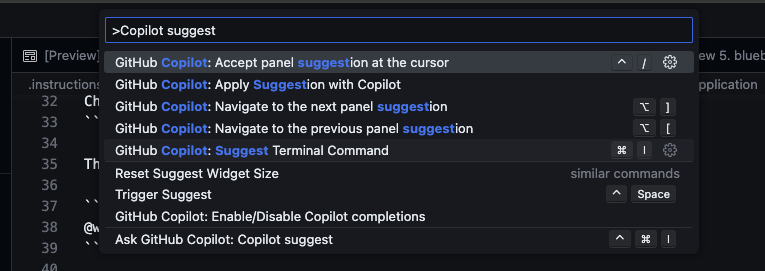 >Copilot suggest
[Preview]
ew 5. blueb
.instructions
pplication
GitHub Copilot: Accept panel suggestion at the cursor ^ /
GitHub Copilot: Apply Suggestion with Copilot
GitHub Copilot: Navigate to the next panel suggestion ⌥ ]
GitHub Copilot: Navigate to the previous panel suggestion ⌥ [
GitHub Copilot: Suggest Terminal Command ⌘ I
Reset Suggest Widget Size similar commands
Trigger Suggest ^ Space
GitHub Copilot: Enable/Disable Copilot completions
Ask GitHub Copilot: Copilot suggest ^ ⌘ I
32 Ch
33 ``
34
35 Th
36
37 ``
38 @w
39 ``
40